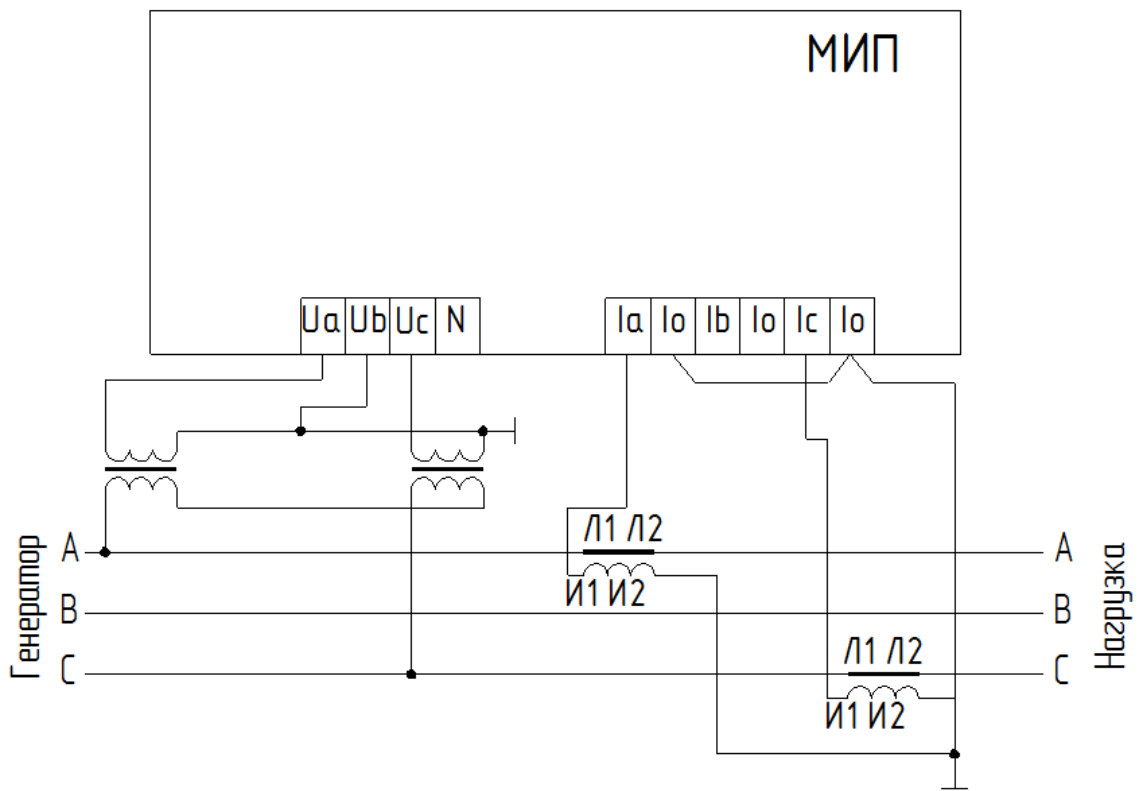 МИП
Ua Ub Uc N
Ia Io Ib Io Ic Io
Генератор
Л1 Л2
A
A
И1 И2
B
B
Л1 Л2
C
C
И1 И2
Нагрузка